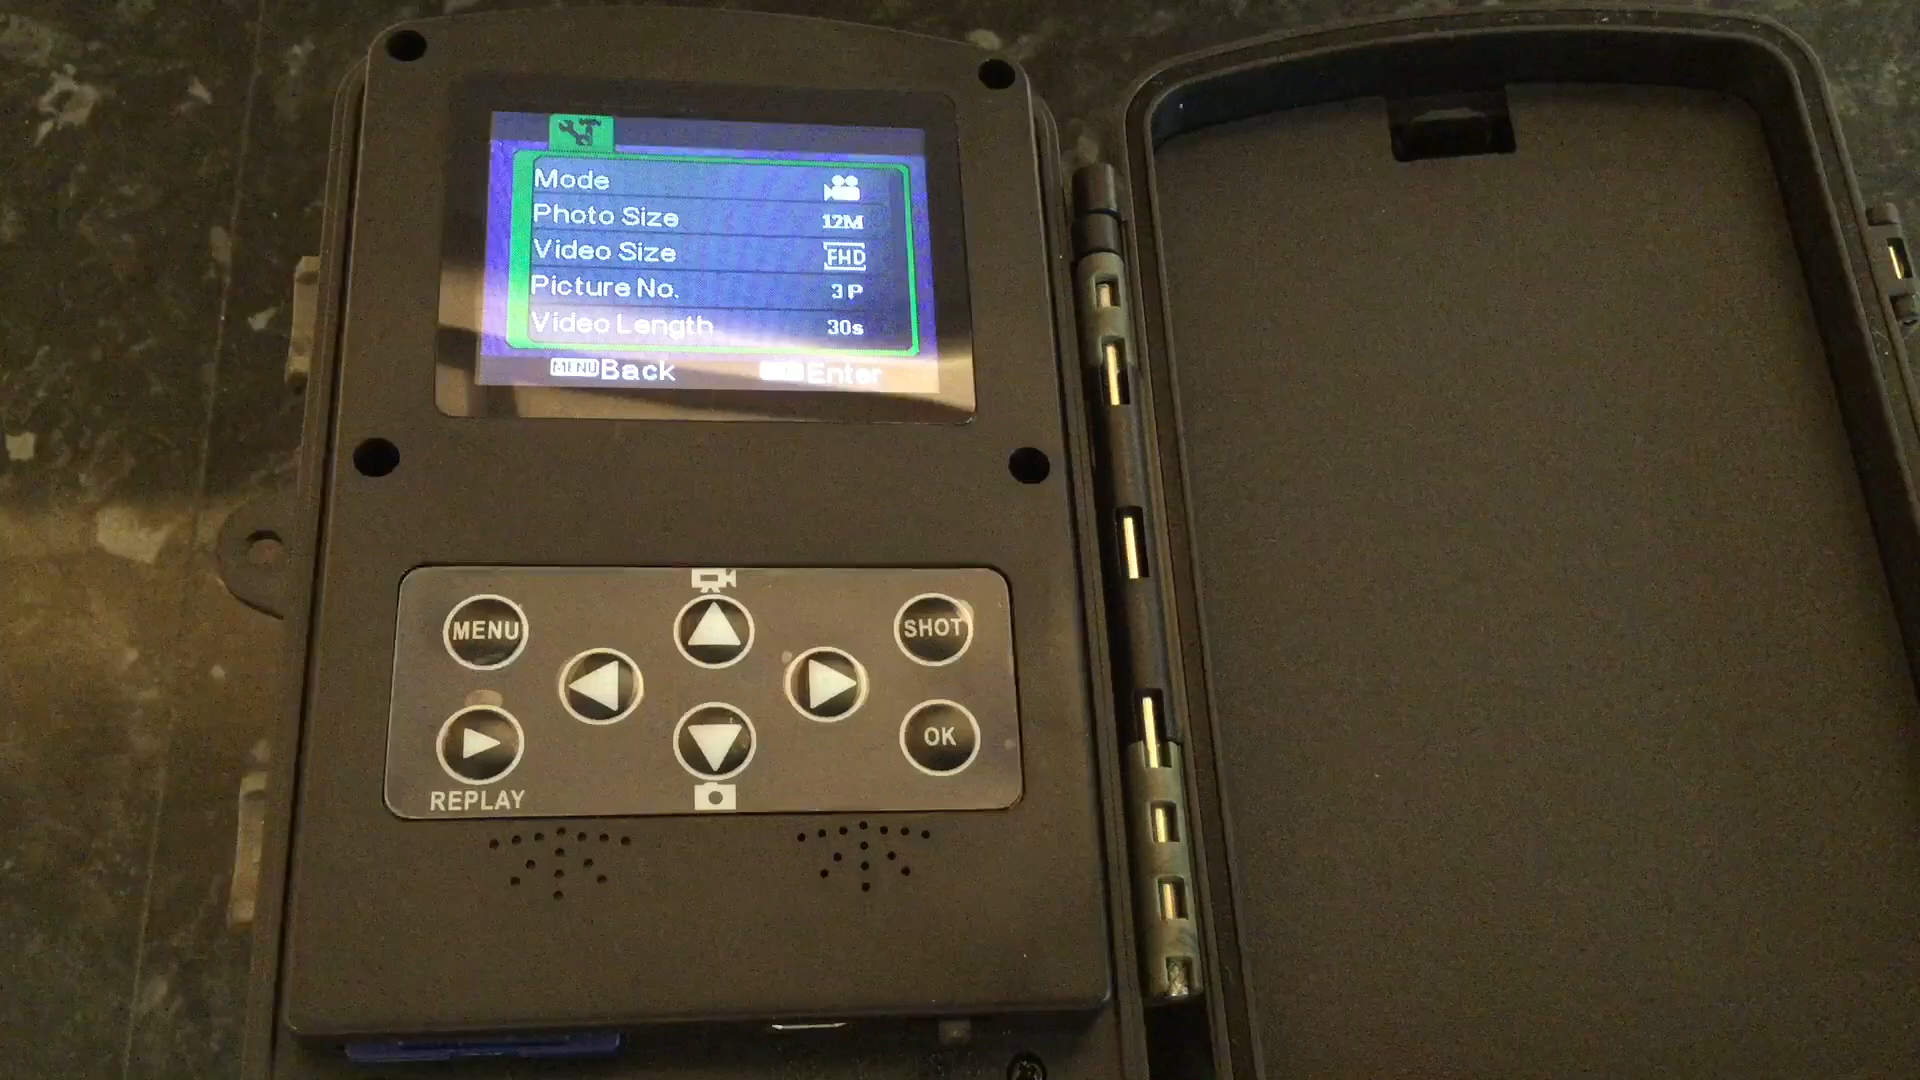 Mode
Photo Size 12M
Video Size FHD
Picture No. 3P
Video Length 30s
MENU Back Enter
MENU
SHOT
OK
REPLAY